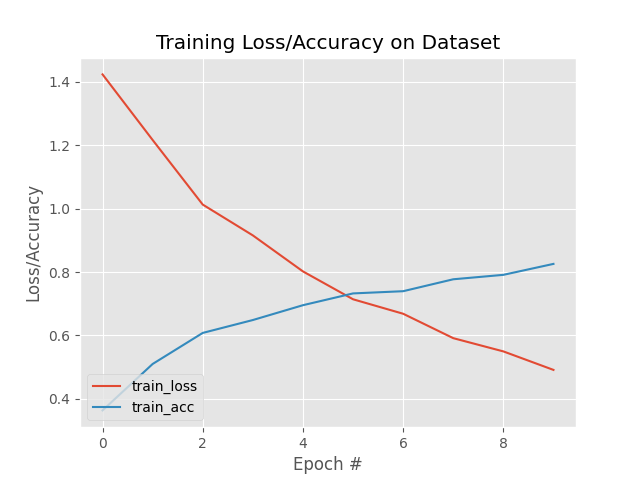 Training Loss/Accuracy on Dataset
1.4
1.2
1.0
0.8
0.6
0.4
Loss/Accuracy
train_loss
train_acc
0 2 4 6 8
Epoch #